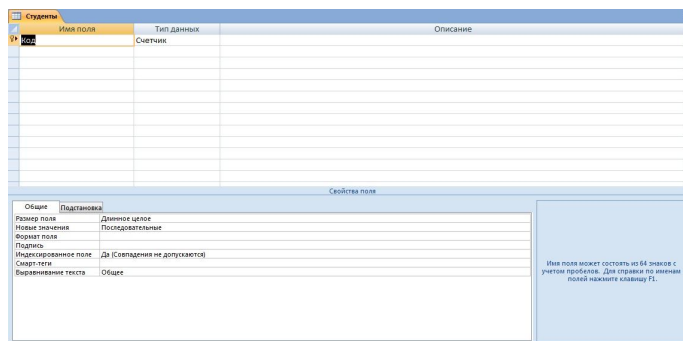 Студенты
Имя поля Тип данных Описание
Код Счетчик
Свойства поля
Общие Подстановка
Размер поля Длинное целое
Новые значения Последовательные
Формат поля
Подпись
Индексированное поле Да (Совпадения не допускаются)
Смарт-теги
Выравнивание текста Общее
Имя поля может состоять из 64 знаков с
учетом пробелов. Для справки по именам
полей нажмите клавишу F1.